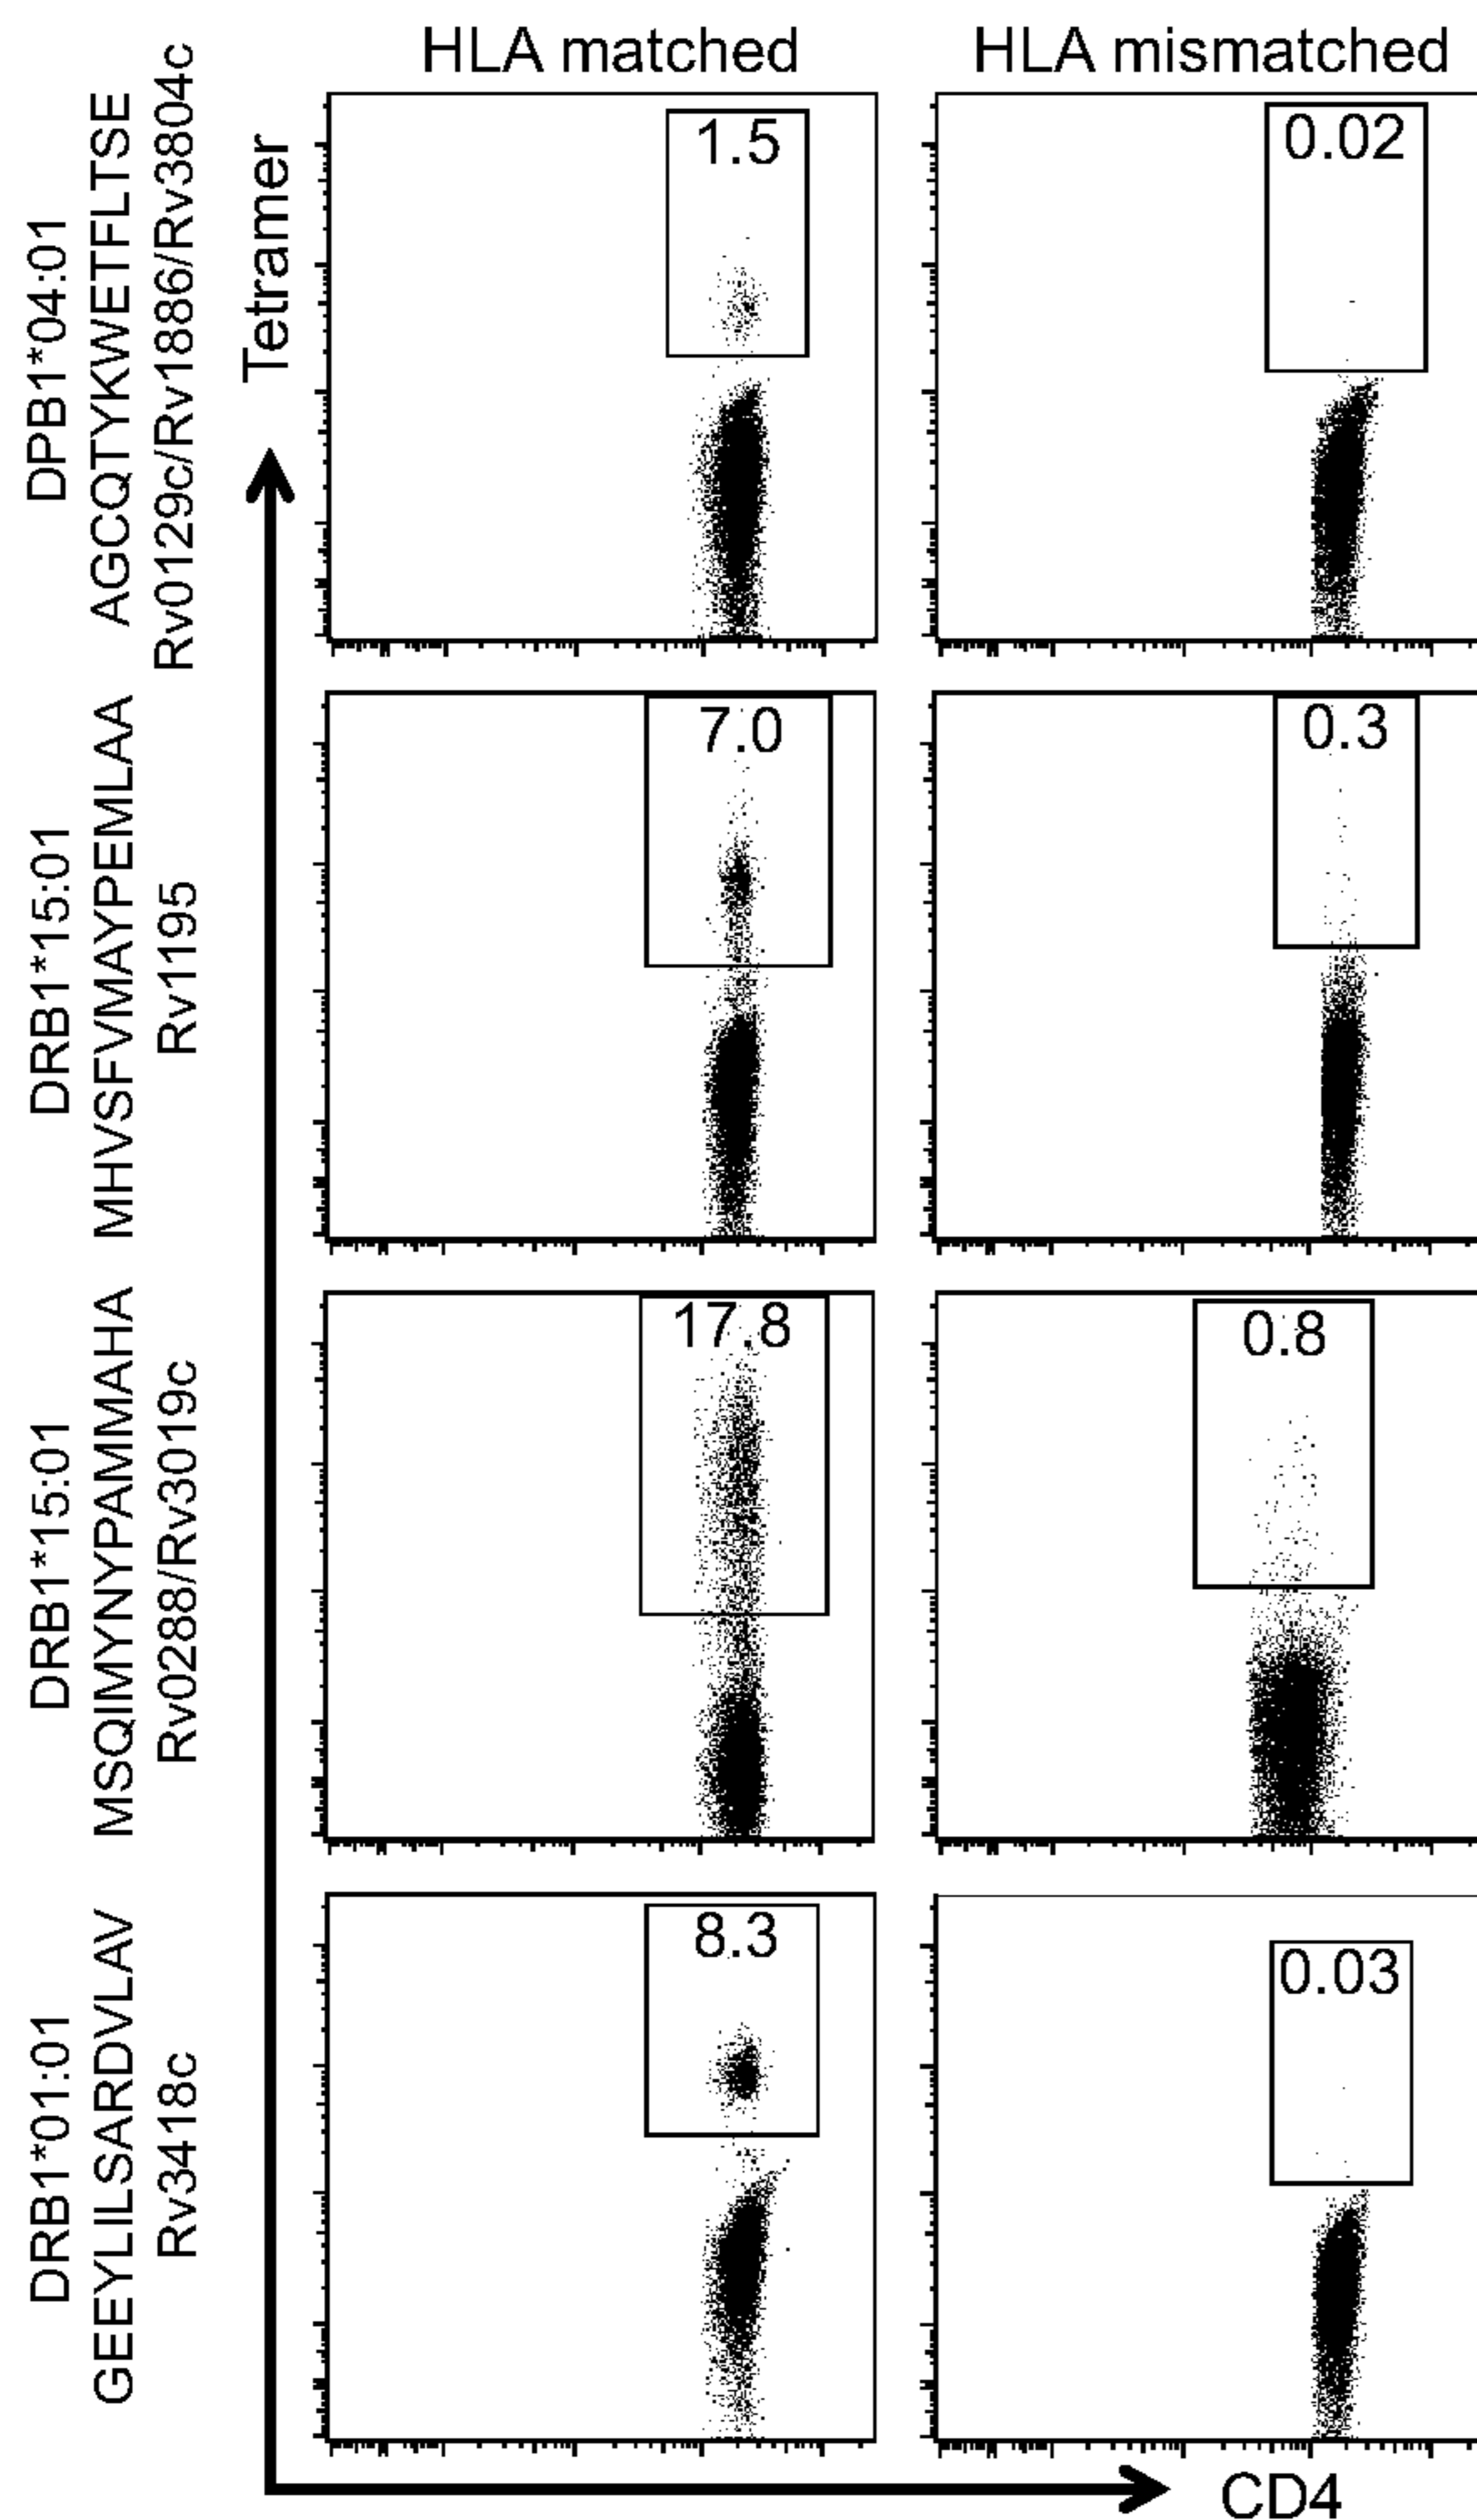 HLA matched
HLA mismatched
DPB1*04:01
AGCQTYKWETFLTSE
Rv0129c/Rv1886/Rv3804c
Tetramer
1.5
0.02
DRB1*15:01
MHVSFVMAYPEMLAA
Rv1195
7.0
0.3
DRB1*15:01
MSQIMYNYPAMMAHA
Rv0288/Rv3019c
17.8
0.8
DRB1*01:01
GEEYLILSARDVLAV
Rv3418c
8.3
0.03
CD4